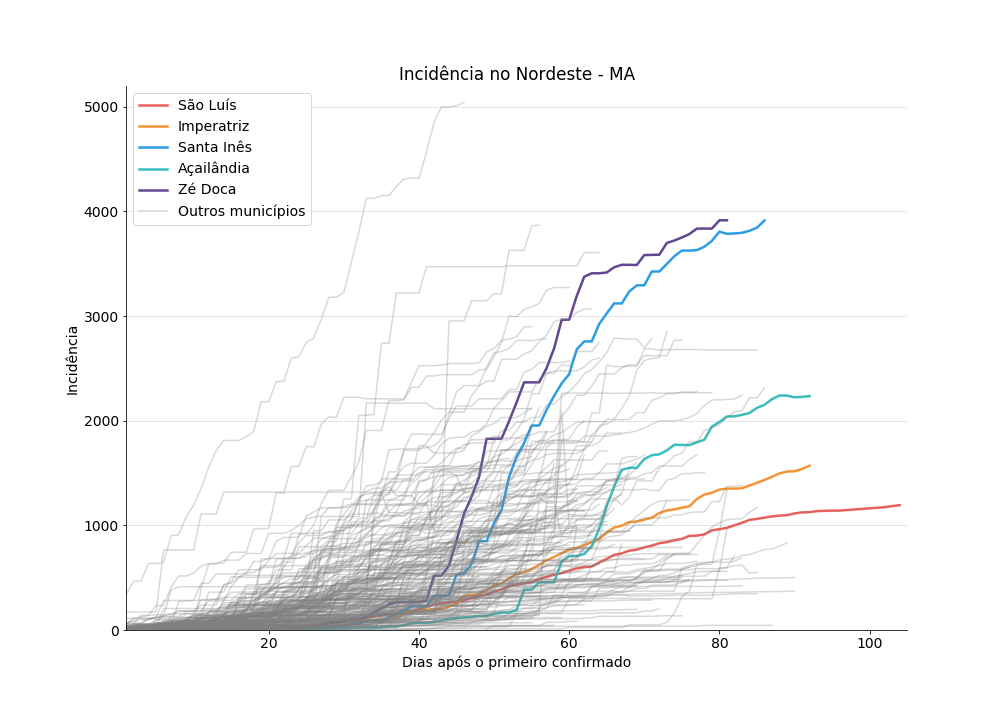 Incidência no Nordeste - MA
São Luís
Imperatriz
Santa Inês
Açailândia
Zé Doca
Outros municípios
Incidência
5000
4000
3000
2000
1000
0
20
40
60
80
100
Dias após o primeiro confirmado